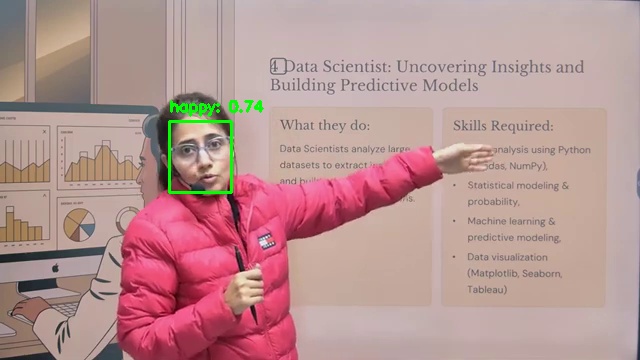 happy: 0.74
4 Data Scientist: Uncovering Insights and
Building Predictive Models
What they do:
Data Scientists analyze large
datasets to extract
and
Skills Required:
analysis using Python
NumPy),
• Statistical modeling &
probability,
• Machine learning &
predictive modeling,
• Data visualization
(Matplotlib, Seaborn,
Tableau)